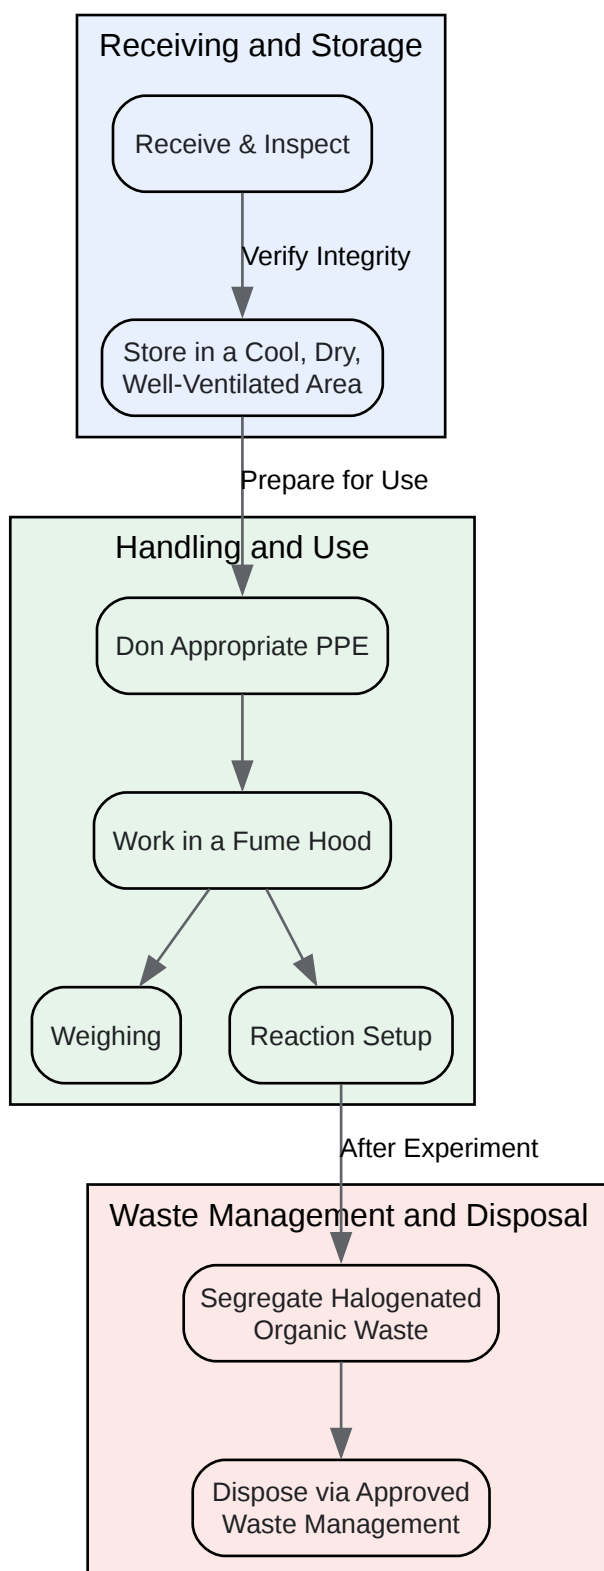 Receiving and Storage
Receive & Inspect
Verify Integrity
Store in a Cool, Dry,
Well-Ventilated Area
Prepare for Use
Handling and Use
Don Appropriate PPE
Work in a Fume Hood
Weighing
Reaction Setup
After Experiment
Waste Management and Disposal
Segregate Halogenated
Organic Waste
Dispose via Approved
Waste Management